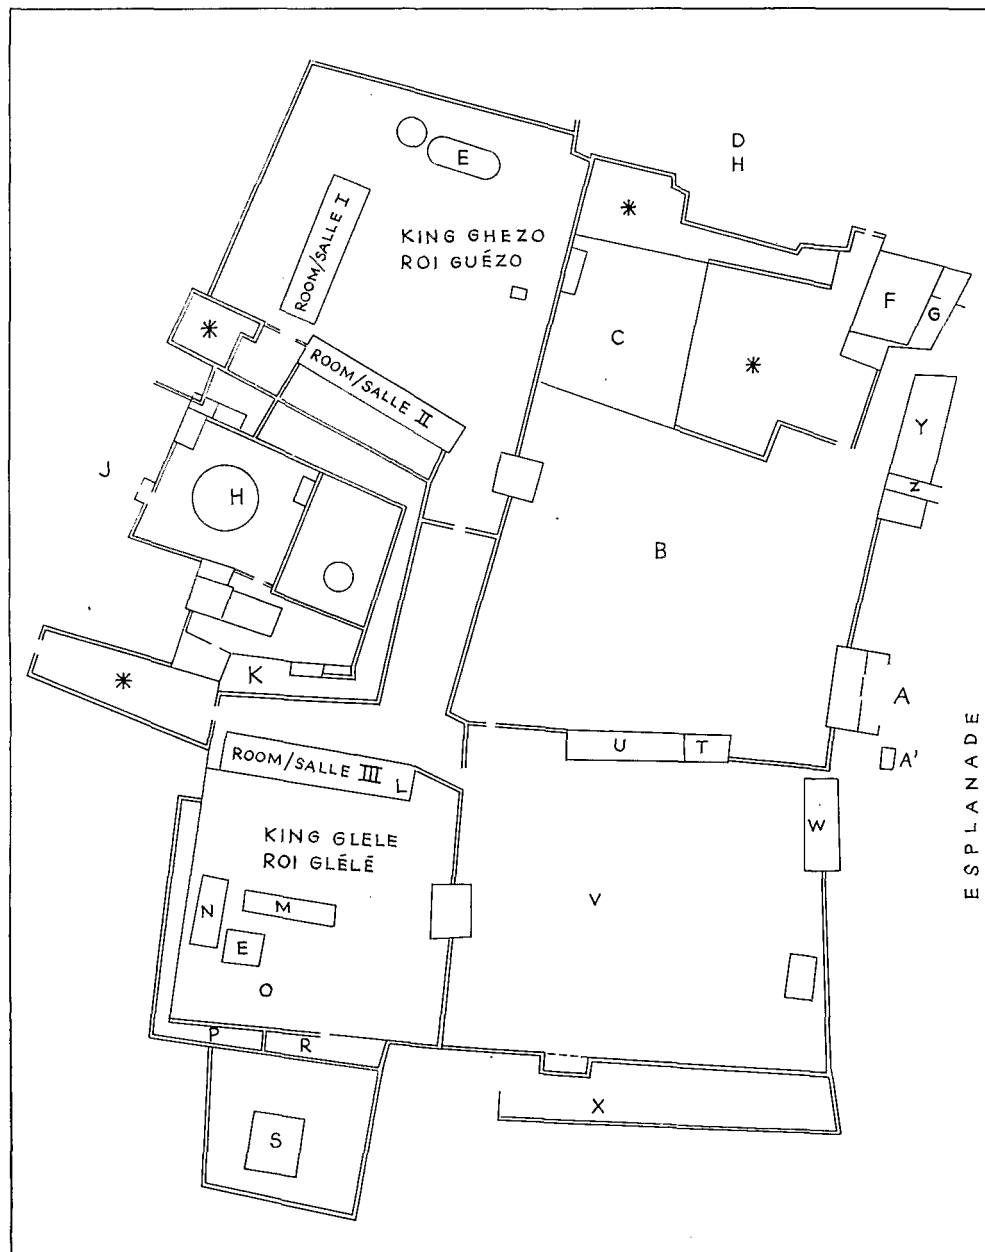 D
H
E
*
ROOM/SALLE I
KING GHEZO
ROI GUÉZO
F
G
*
C
*
ROOM/SALLE II
Y
J
H
Z
B
K
*
A
U
T
A'
ROOM/SALLE III
L
ESPLANADE
W
KING GLELE
ROI GLÉLÉ
N
M
V
E
O
P
R
X
S